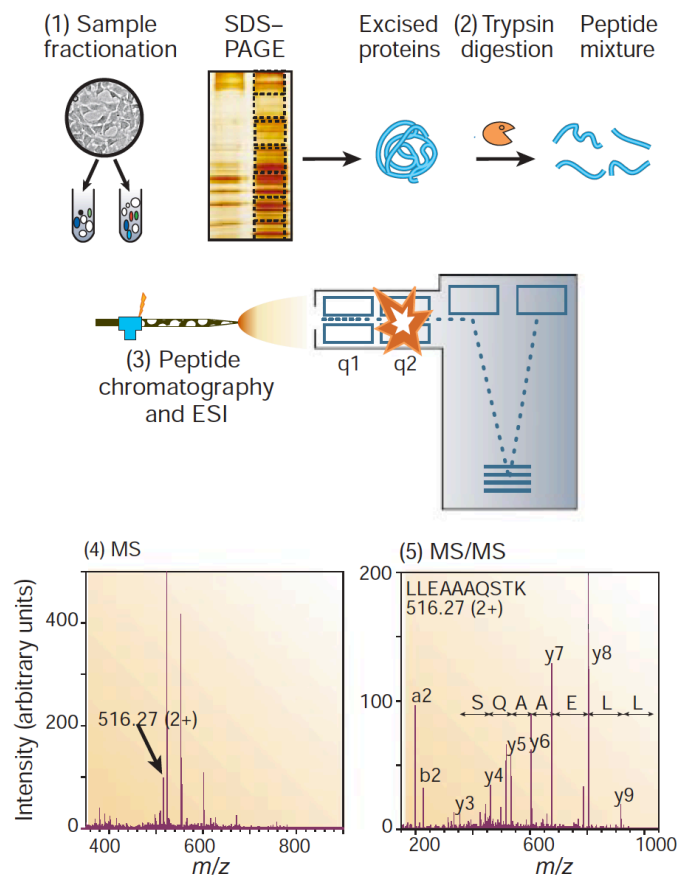 (1) Sample
fractionation
SDS–
PAGE
Excised
proteins
(2) Trypsin
digestion
Peptide
mixture
(3) Peptide
chromatography
and ESI
q1
q2
(4) MS
Intensity (arbitrary units)
400
200
0
516.27 (2+)
400
600
800
m/z
(5) MS/MS
200
100
0
LLEAAAQSTK
516.27 (2+)
a2
b2
y3
y4
y5
y6
y7
y8
y9
S Q A A E L L
200
600
1000
m/z